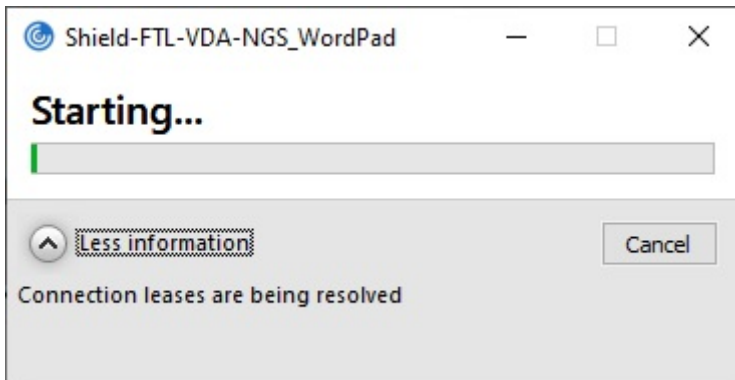 Shield-FTL-VDA-NGS_WordPad
Starting...
Less information
Cancel
Connection leases are being resolved